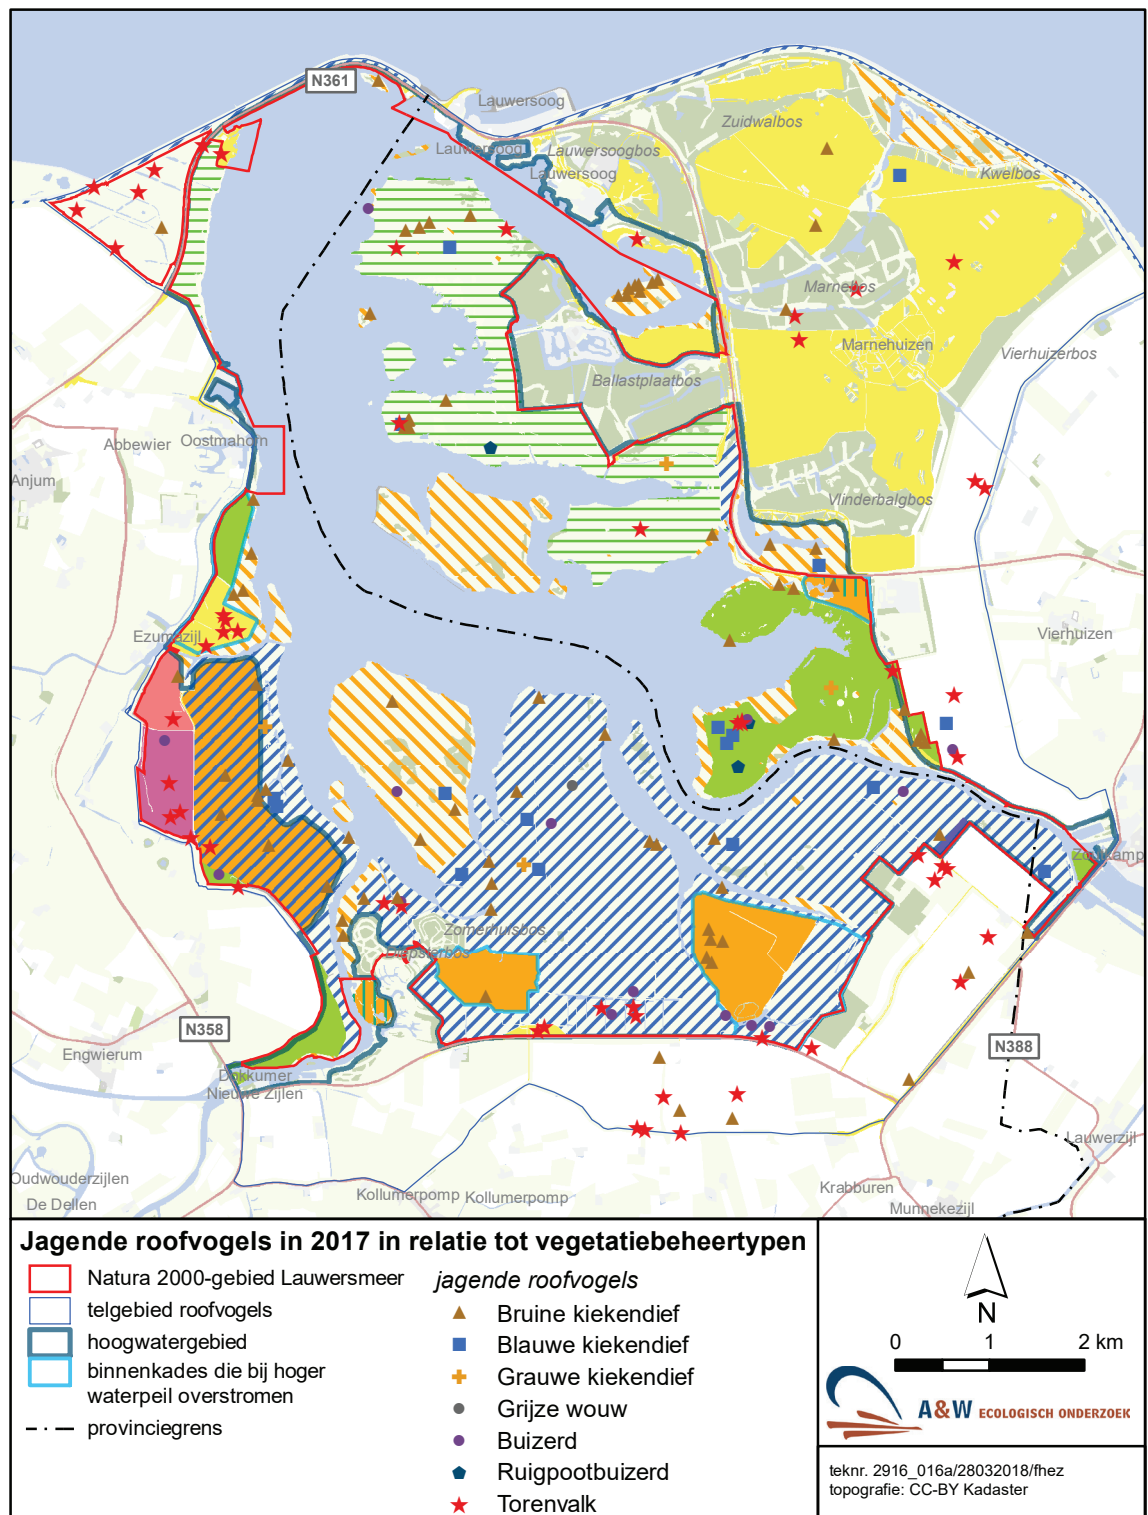 N361
Lauwersoog
Zuidwalbos
Lauwersoog
Lauwersoogbos
Lauwersoog
Kwelbos
Marnebos
Marnehuizen
Vierhuizerbos
Ballastplaatbos
Abbewier
Oostmahorn
Anjum
Vlinderbalgbos
Ezumazijl
Vierhuizen
Zoutkamp
Zomerhuisbos
Diepsterbos
N358
N388
Engwierum
Dokkumer
Nieuwe Zijlen
Lauwerzijl
Oudwouderzijlen
De Dellen
Kollumerpomp
Kollumerpomp
Krabburen
Munnekezijl
Jagende roofvogels in 2017 in relatie tot vegetatiebeheertypen
Natura 2000-gebied Lauwersmeer
telgebied roofvogels
hoogwatergebied
binnenkades die bij hoger
waterpeil overstromen
provinciegrens
jagende roofvogels
Bruine kiekendief
Blauwe kiekendief
Grauwe kiekendief
Grijze wouw
Buizerd
Ruigpootbuizerd
Torenvalk
N
0 1 2 km
A&W ECOLOGISCH ONDERZOEK
teknr. 2916_016a/28032018/fhez
topografie: CC-BY Kadaster